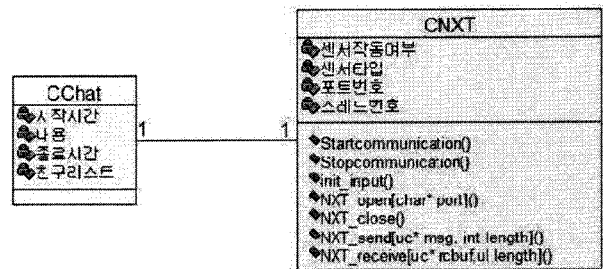 CChat
시작시간
내용
종료시간
친구리스트
1
1
CNXT
센서작동여부
센서타입
포트번호
스레드번호
Startcommunication()
Stopcommunication()
init_input()
NXT_open[char* port]()
NXT_close()
NXT_send[uc* msg, int length]()
NXT_receive[uc* rcbuf,ul length]()